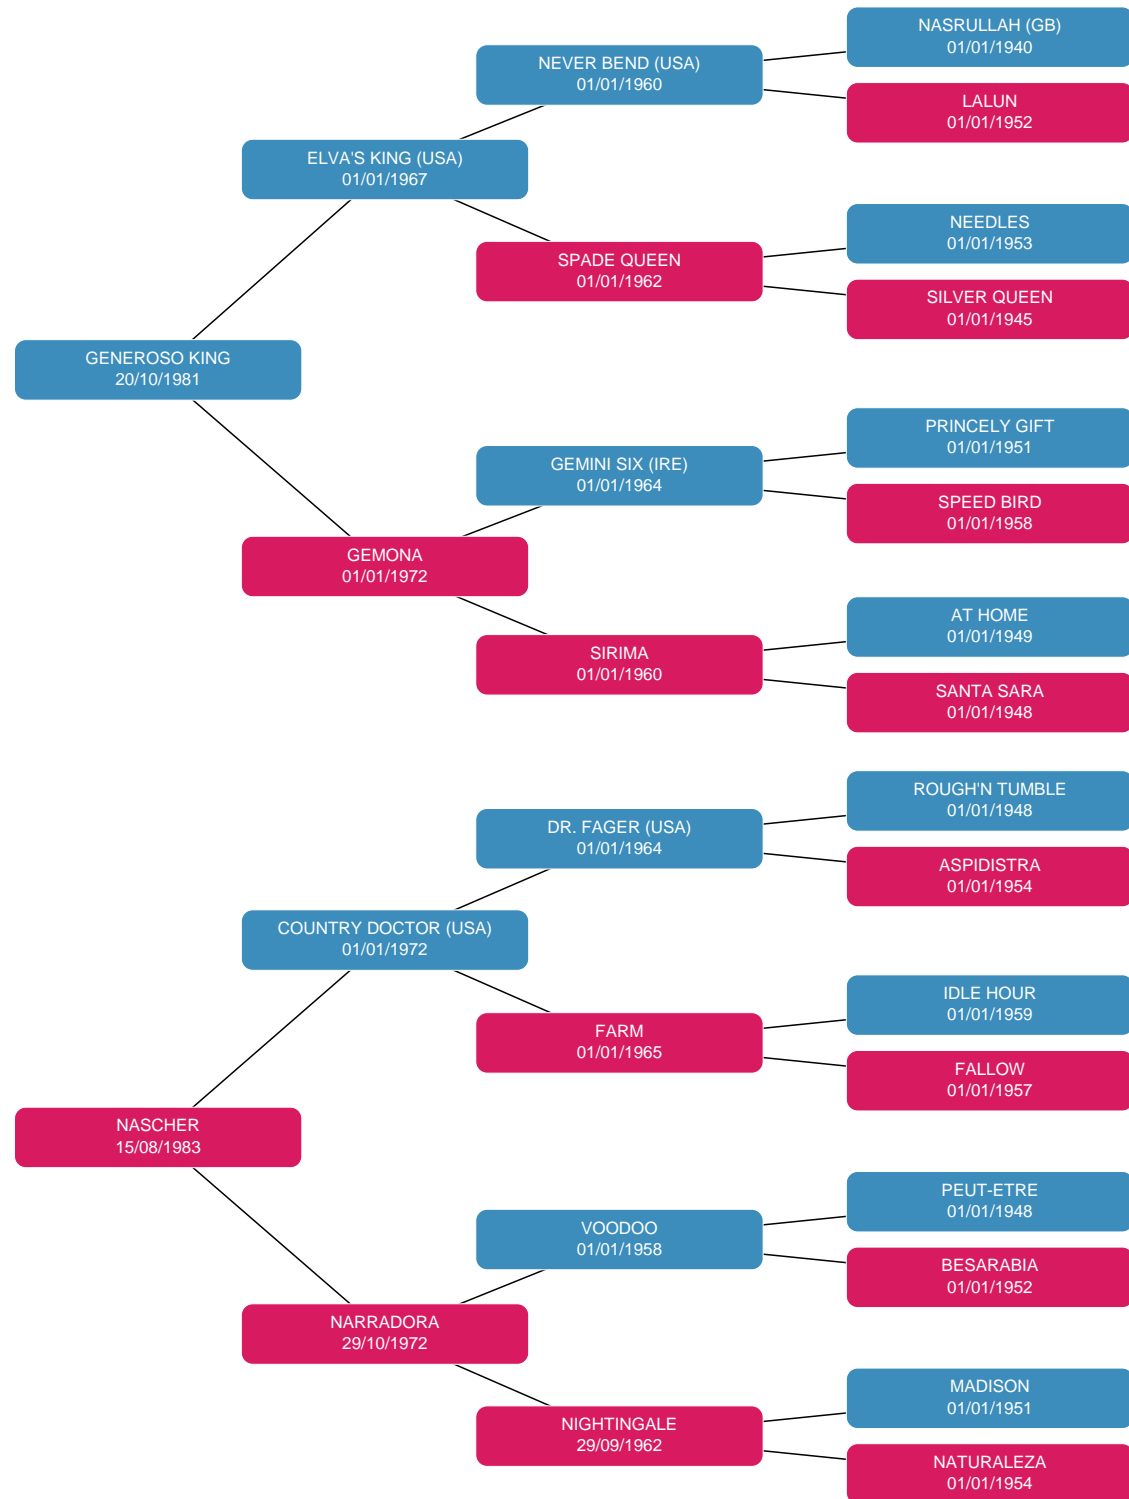 NASRULLAH (GB)
01/01/1940
NEVER BEND (USA)
01/01/1960
LALUN
01/01/1952
ELVA'S KING (USA)
01/01/1967
NEEDLES
01/01/1953
SPADE QUEEN
01/01/1962
SILVER QUEEN
01/01/1945
GENEROSO KING
20/10/1981
PRINCELY GIFT
01/01/1951
GEMINI SIX (IRE)
01/01/1964
SPEED BIRD
01/01/1958
GEMONA
01/01/1972
AT HOME
01/01/1949
SIRIMA
01/01/1960
SANTA SARA
01/01/1948
ROUGH'N TUMBLE
01/01/1948
DR. FAGER (USA)
01/01/1964
ASPIDISTRA
01/01/1954
COUNTRY DOCTOR (USA)
01/01/1972
IDLE HOUR
01/01/1959
FARM
01/01/1965
FALLOW
01/01/1957
NASCHER
15/08/1983
PEUT-ETRE
01/01/1948
VOODOO
01/01/1958
BESARABIA
01/01/1952
NARRADORA
29/10/1972
MADISON
01/01/1951
NIGHTINGALE
29/09/1962
NATURALEZA
01/01/1954